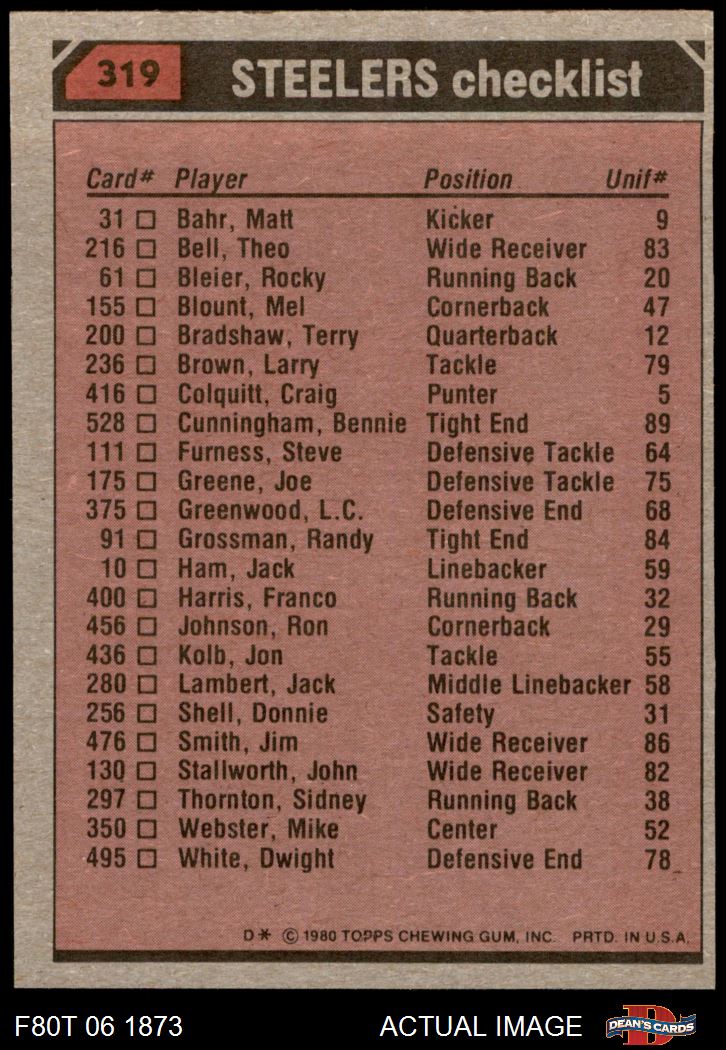 319 STEELERS checklist
Card# Player Position Unif#
31 □ Bahr, Matt Kicker 9
216 □ Bell, Theo Wide Receiver 83
61 □ Bleier, Rocky Running Back 20
155 □ Blount, Mel Cornerback 47
200 □ Bradshaw, Terry Quarterback 12
236 □ Brown, Larry Tackle 79
416 □ Colquitt, Craig Punter 5
528 □ Cunningham, Bennie Tight End 89
111 □ Furness, Steve Defensive Tackle 64
175 □ Greene, Joe Defensive Tackle 75
375 □ Greenwood, L.C. Defensive End 68
91 □ Grossman, Randy Tight End 84
10 □ Ham, Jack Linebacker 59
400 □ Harris, Franco Running Back 32
456 □ Johnson, Ron Cornerback 29
436 □ Kolb, Jon Tackle 55
280 □ Lambert, Jack Middle Linebacker 58
256 □ Shell, Donnie Safety 31
476 □ Smith, Jim Wide Receiver 86
130 □ Stallworth, John Wide Receiver 82
297 □ Thornton, Sidney Running Back 38
350 □ Webster, Mike Center 52
495 □ White, Dwight Defensive End 78
D* © 1980 TOPPS CHEWING GUM, INC. PRTD. IN U.S.A.
F80T 06 1873 ACTUAL IMAGE D DEAN'S CARDS